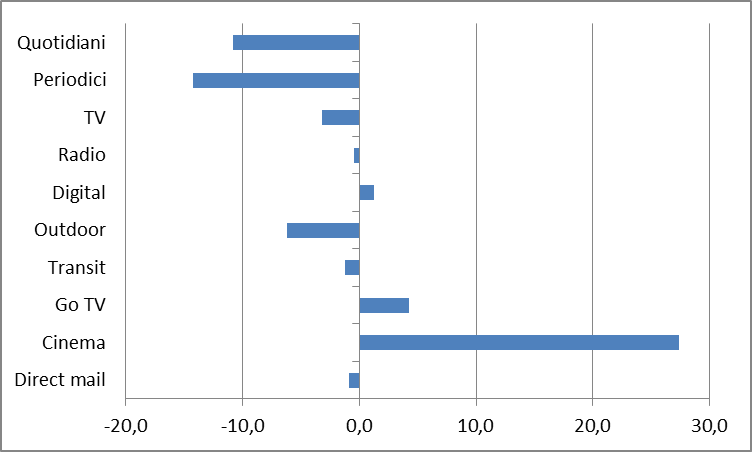 Quotidiani
Periodici
TV
Radio
Digital
Outdoor
Transit
Go TV
Cinema
Direct mail
-20,0 -10,0 0,0 10,0 20,0 30,0